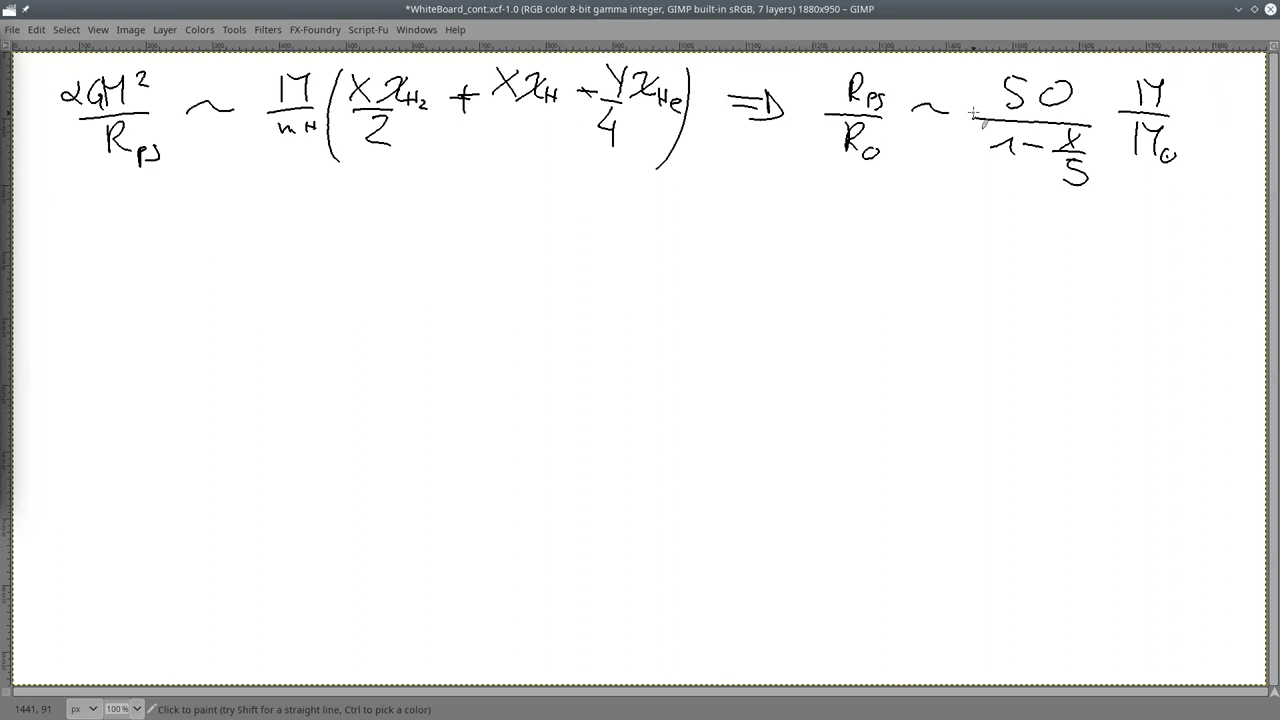 *WhiteBoard_cont.xcf-1.0 (RGB color 8-bit gamma integer, GIMP built-in sRGB, 7 layers) 1880x950 – GIMP
File Edit Select View Image Layer Colors Tools Filters FX-Foundry Script-Fu Windows Help
αGM²/R_ps ~ M/m_H (Xχ_H₂/2 + Xχ_H + Yχ_He/4) ⇒ R_ps/R_⊙ ~ 50/(1 - X/5) M/M_⊙
1441, 91 px 100% Click to paint (try Shift for a straight line, Ctrl to pick a color)